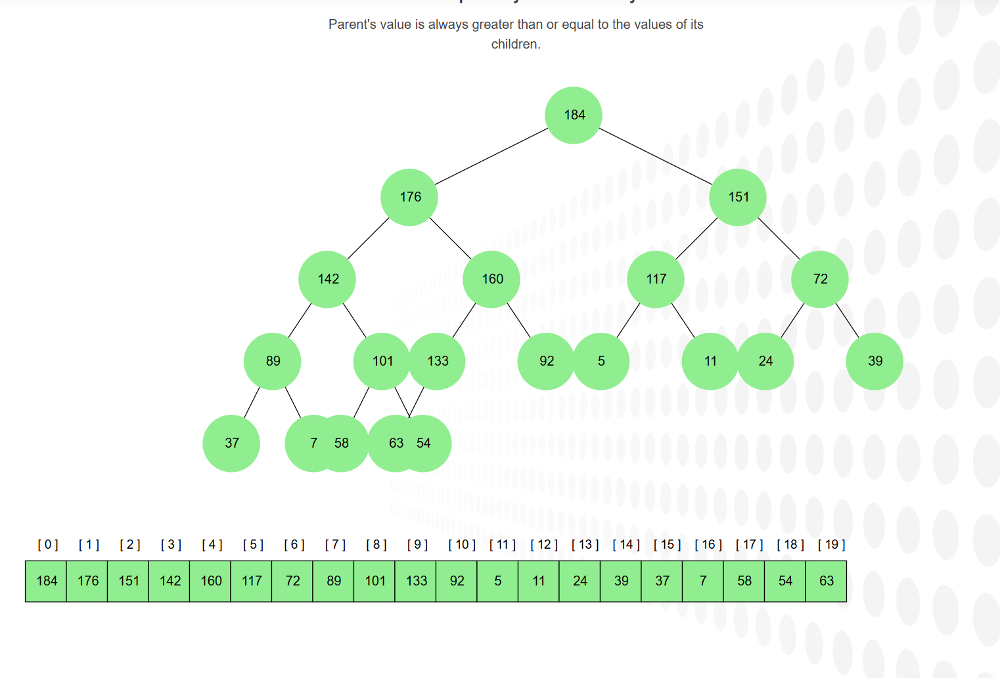 Parent's value is always greater than or equal to the values of its
children.
184
176 151
142 160 117 72
89 101 133 92 5 11 24 39
37 7 58 63 54
[ 0 ] [ 1 ] [ 2 ] [ 3 ] [ 4 ] [ 5 ] [ 6 ] [ 7 ] [ 8 ] [ 9 ] [ 10 ] [ 11 ] [ 12 ] [ 13 ] [ 14 ] [ 15 ] [ 16 ] [ 17 ] [ 18 ] [ 19 ]
184 176 151 142 160 117 72 89 101 133 92 5 11 24 39 37 7 58 54 63